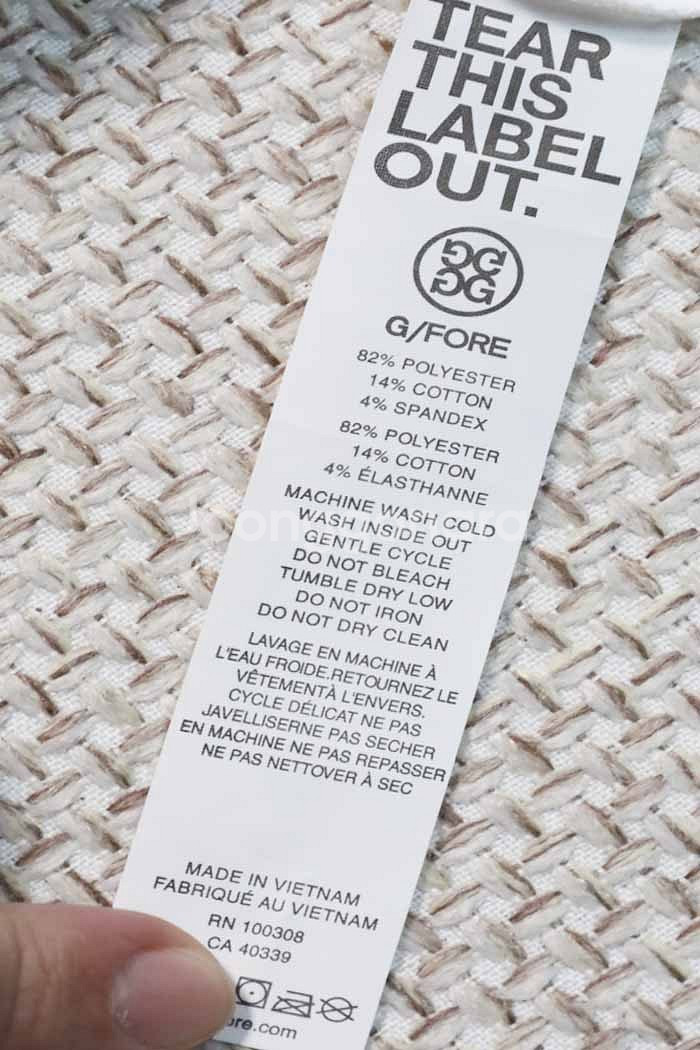 TEAR
THIS
LABEL
OUT.
G/FORE
82% POLYESTER
14% COTTON
4% SPANDEX
82% POLYESTER
14% COTTON
4% ÉLASTHANNE
MACHINE WASH COLD
WASH INSIDE OUT
GENTLE CYCLE
DO NOT BLEACH
TUMBLE DRY LOW
DO NOT IRON
DO NOT DRY CLEAN
LAVAGE EN MACHINE À
L'EAU FROIDE.RETOURNEZ LE
VÊTEMENTÀ L'ENVERS.
CYCLE DÉLICAT NE PAS
JAVELLISERNE PAS SECHER
EN MACHINE NE PAS REPASSER
NE PAS NETTOVER À SEC
MADE IN VIETNAM
FABRIQUÉ AU VIETNAM
RN 100308
CA 40339
ore.com